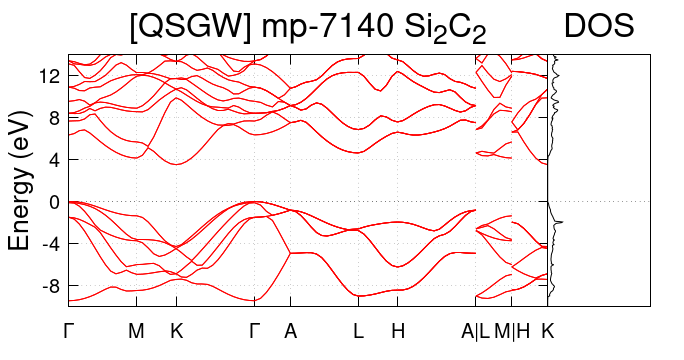 [QSGW] mp-7140 Si₂C₂ DOS
Energy (eV)
12
8
4
0
-4
-8
Γ M K Γ A L H A|L M|H K